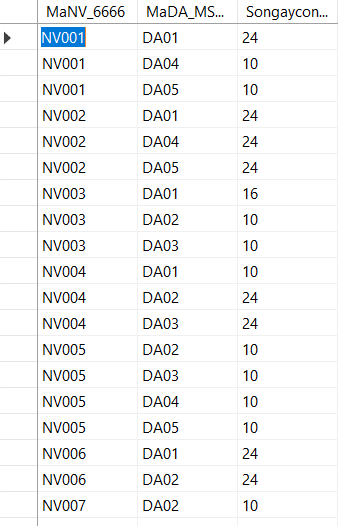 MaNV_6666 MaDA_MS... Songaycon...
NV001 DA01 24
NV001 DA04 10
NV001 DA05 10
NV002 DA01 24
NV002 DA04 24
NV002 DA05 24
NV003 DA01 16
NV003 DA02 10
NV003 DA03 10
NV004 DA01 10
NV004 DA02 24
NV004 DA03 24
NV005 DA02 10
NV005 DA03 10
NV005 DA04 10
NV005 DA05 10
NV006 DA01 24
NV006 DA02 24
NV007 DA02 10